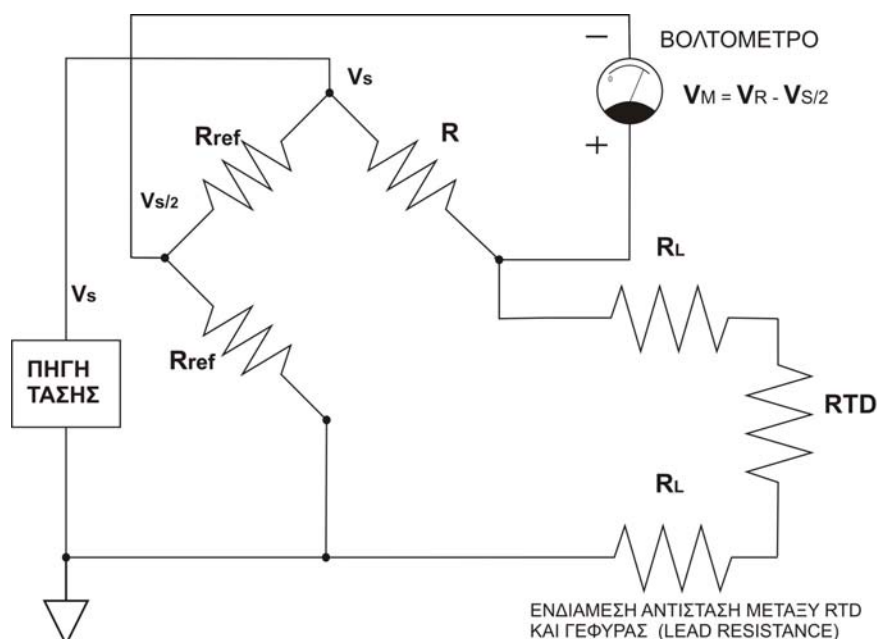 −
ΒΟΛΤΟΜΕΤΡΟ
0
VM = VR - VS/2
+
Vs
Rref
R
Vs/2
RL
Vs
Rref
ΠΗΓΗ
ΤΑΣΗΣ
RTD
RL
ΕΝΔΙΑΜΕΣΗ ΑΝΤΙΣΤΑΣΗ ΜΕΤΑΞΥ RTD
ΚΑΙ ΓΕΦΥΡΑΣ (LEAD RESISTANCE)